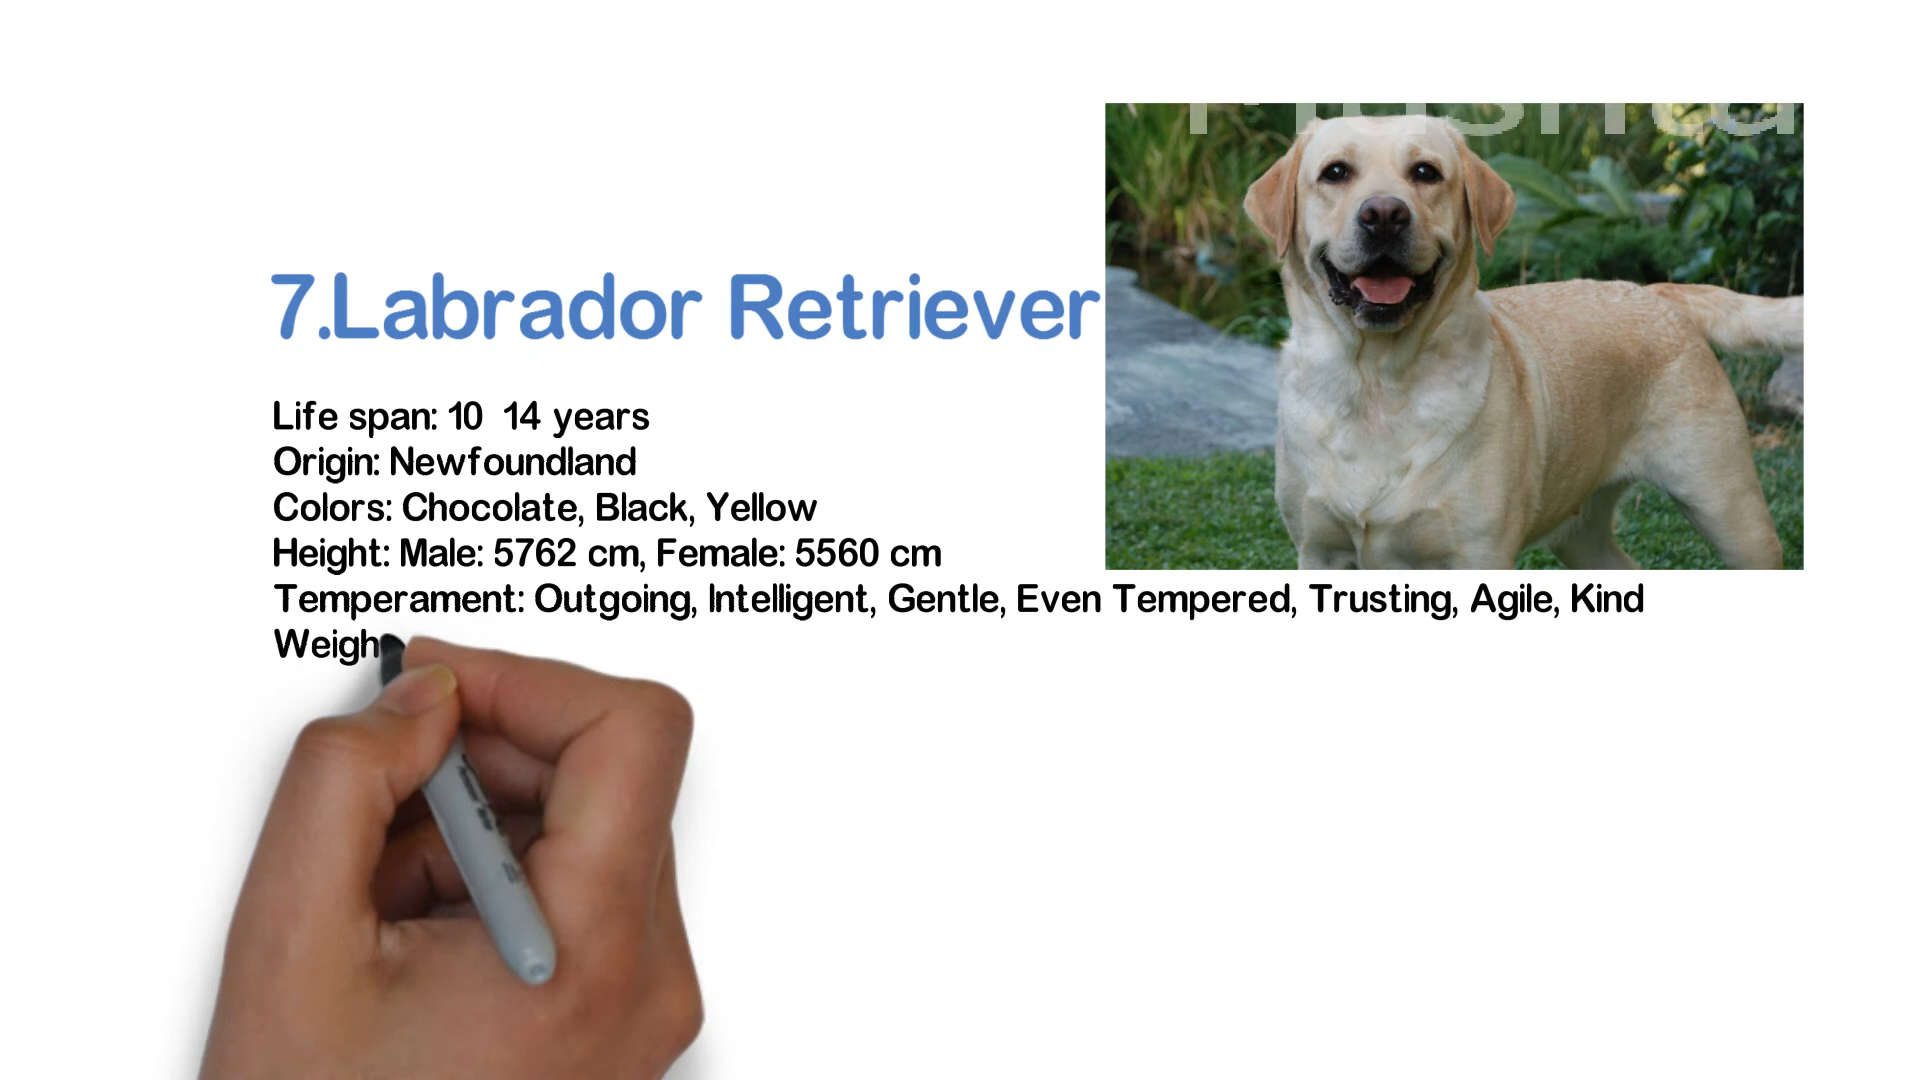 7.Labrador Retriever
Life span: 10  14 years
Origin: Newfoundland
Colors: Chocolate, Black, Yellow
Height: Male: 5762 cm, Female: 5560 cm
Temperament: Outgoing, Intelligent, Gentle, Even Tempered, Trusting, Agile, Kind
Weigh